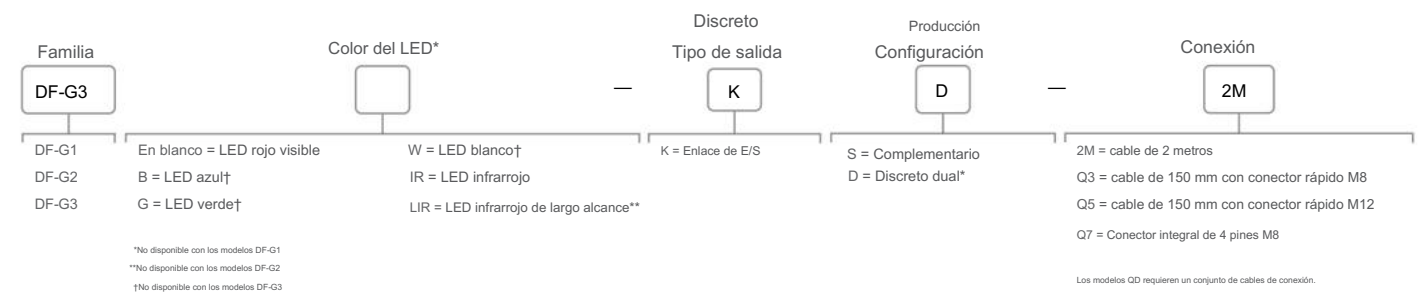 Familia
Color del LED*
Discreto
Tipo de salida
Producción
Configuración
Conexión
DF-G3
—
K
D
—
2M
DF-G1
DF-G2
DF-G3
En blanco = LED rojo visible
B = LED azul†
G = LED verde†
W = LED blanco†
IR = LED infrarrojo
LIR = LED infrarrojo de largo alcance**
K = Enlace de E/S
S = Complementario
D = Discreto dual*
2M = cable de 2 metros
Q3 = cable de 150 mm con conector rápido M8
Q5 = cable de 150 mm con conector rápido M12
Q7 = Conector integral de 4 pines M8
*No disponible con los modelos DF-G1
**No disponible con los modelos DF-G2
†No disponible con los modelos DF-G3
Los modelos QD requieren un conjunto de cables de conexión.